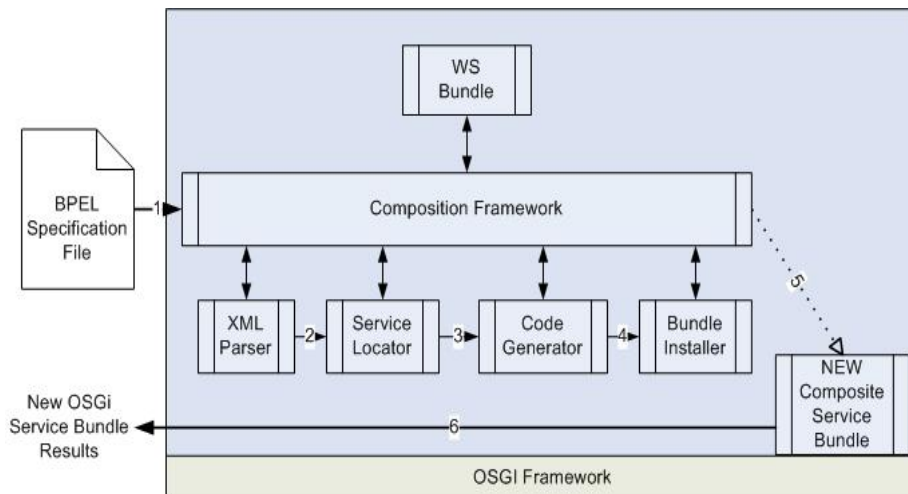 WS
Bundle
BPEL
Specification
File
1
Composition Framework
XML
Parser
2
Service
Locator
3
Code
Generator
4
Bundle
Installer
5
NEW
Composite
Service
Bundle
New OSGi
Service Bundle
Results
6
OSGI Framework